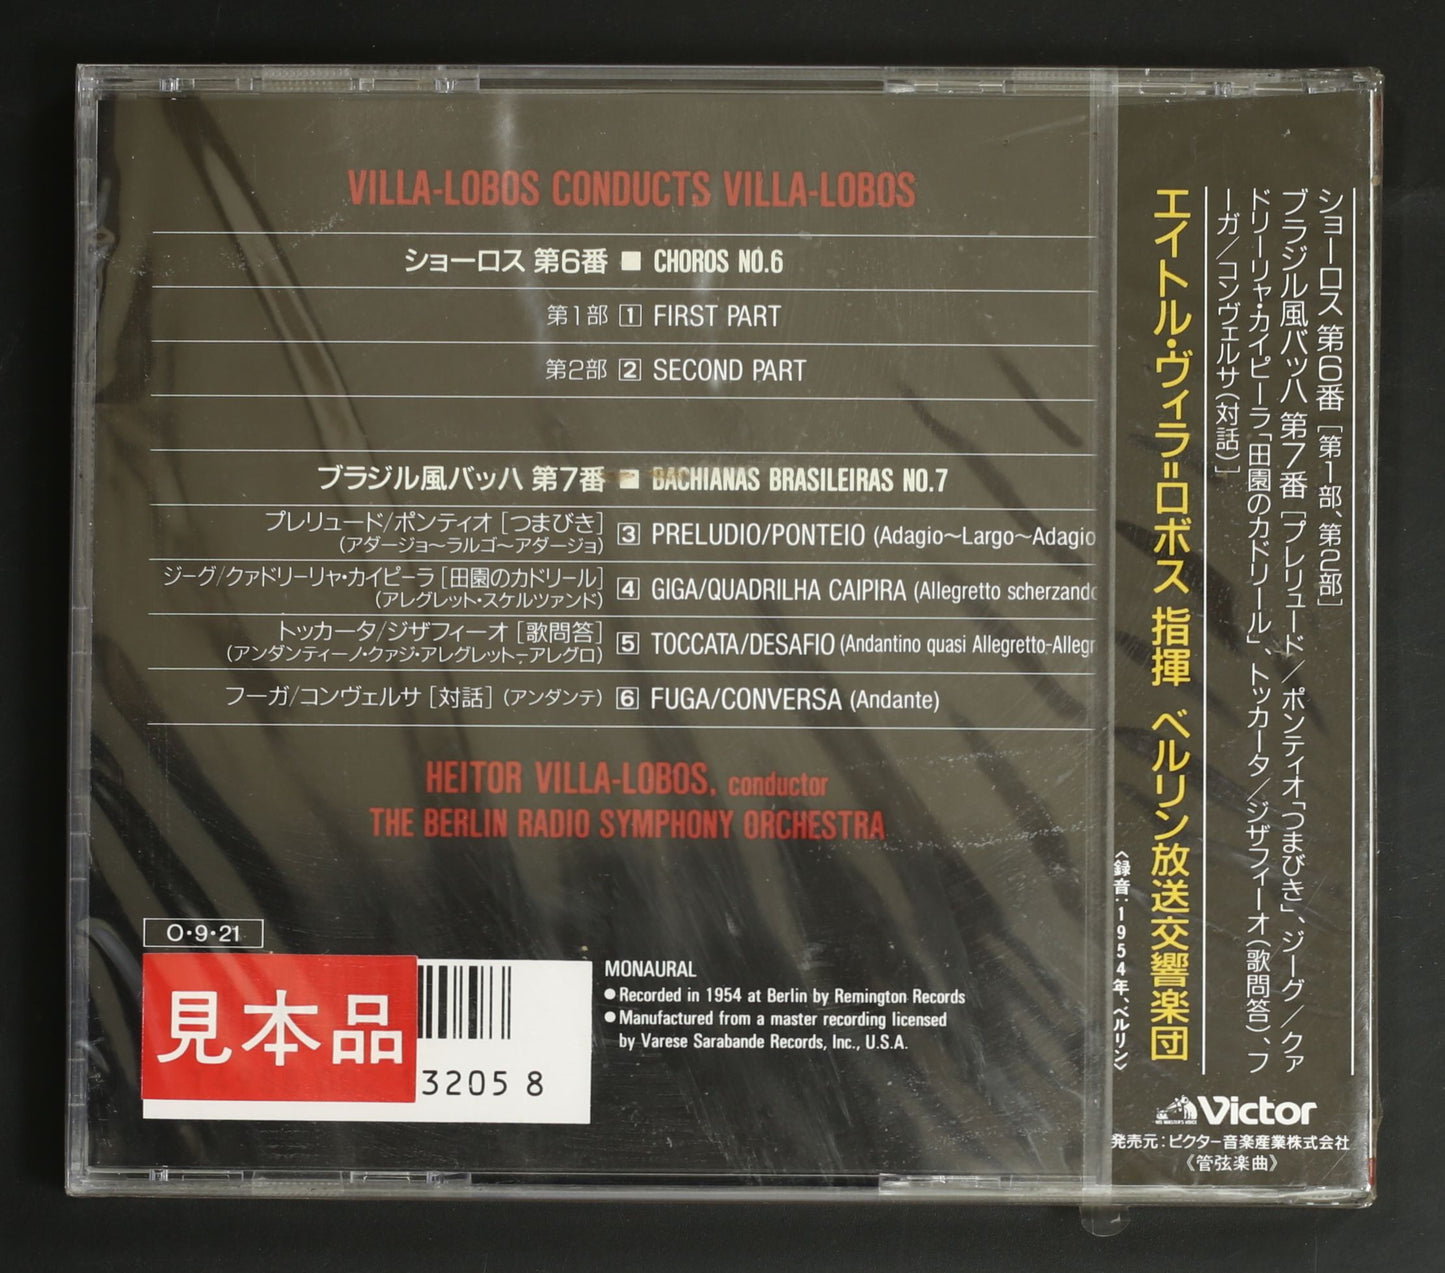 VILLA-LOBOS CONDUCTS VILLA-LOBOS
ショーロス 第6番 ■ CHOROS NO.6
第1部 1 FIRST PART
第2部 2 SECOND PART
ブラジル風バッハ 第7番 ■ BACHIANAS BRASILEIRAS NO.7
プレリュード/ポンティオ[つまびき]
(アダージョ〜ラルゴ〜アダージョ)
3 PRELUDIO/PONTEIO (Adagio~Largo~Adagio
ジーグ/クァドリーリャ・カイピーラ[田園のカドリール]
(アレグレット・スケルツァンド)
4 GIGA/QUADRILHA CAIPIRA (Allegretto scherzando
トッカータ/ジザフィーオ[歌問答]
(アンダンティーノ・クァジ・アレグレット–アレグロ)
5 TOCCATA/DESAFIO (Andantino quasi Allegretto-Allegr
フーガ/コンヴェルサ[対話](アンダンテ) 6 FUGA/CONVERSA (Andante)
HEITOR VILLA-LOBOS, conductor
THE BERLIN RADIO SYMPHONY ORCHESTRA
O・9・21
見本品
32058
MONAURAL
●Recorded in 1954 at Berlin by Remington Records
●Manufactured from a master recording licensed
by Varese Sarabande Records, Inc., U.S.A.
ショーロス 第6番[第1部、第2部]
ブラジル風バッハ 第7番[プレリュード/ポンティオ「つまびき」、ジーグ/クァ
ドリーリャ・カイピーラ「田園のカドリール」、トッカータ/ジザフィーオ(歌問答)、フ
ーガ/コンヴェルサ(対話)]
エイトル・ヴィラ=ロボス 指揮 ベルリン放送交響楽団
〈録音:1954年、ベルリン〉
HIS MASTER'S VOICE
Victor
発売元:ビクター音楽産業株式会社
《管弦楽曲》